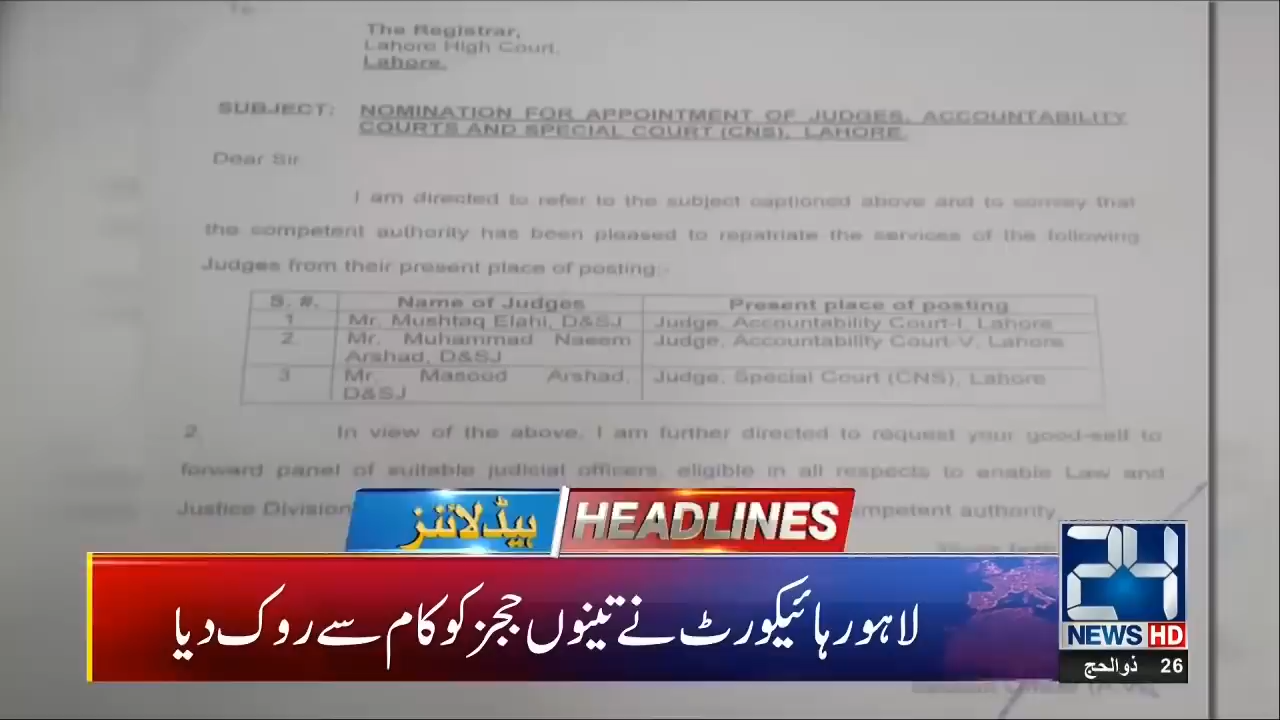 To
The Registrar,
Lahore High Court,
Lahore.
SUBJECT: NOMINATION FOR APPOINTMENT OF JUDGES, ACCOUNTABILITY
COURTS AND SPECIAL COURT (CNS), LAHORE.
Dear Sir
I am directed to refer to the subject captioned above and to convey that
the competent authority has been pleased to repatriate the services of the following
Judges from their present place of posting:-
S. #. Name of Judges Present place of posting
1 Mr. Mushtaq Elahi, D&SJ Judge, Accountability Court-I, Lahore
2. Mr. Muhammad Naeem Judge, Accountability Court-V, Lahore
Arshad, D&SJ
3 Mr. Masood Arshad, Judge, Special Court (CNS), Lahore
D&SJ
2. In view of the above, I am further directed to request your good-self to
forward panel of suitable judicial officers, eligible in all respects to enable Law and
Justice Division competent authority.
ہیڈلائنز HEADLINES
لاہور ہائیکورٹ نے تینوں ججز کو کام سے روک دیا
24
NEWS HD
26 ذوالحج